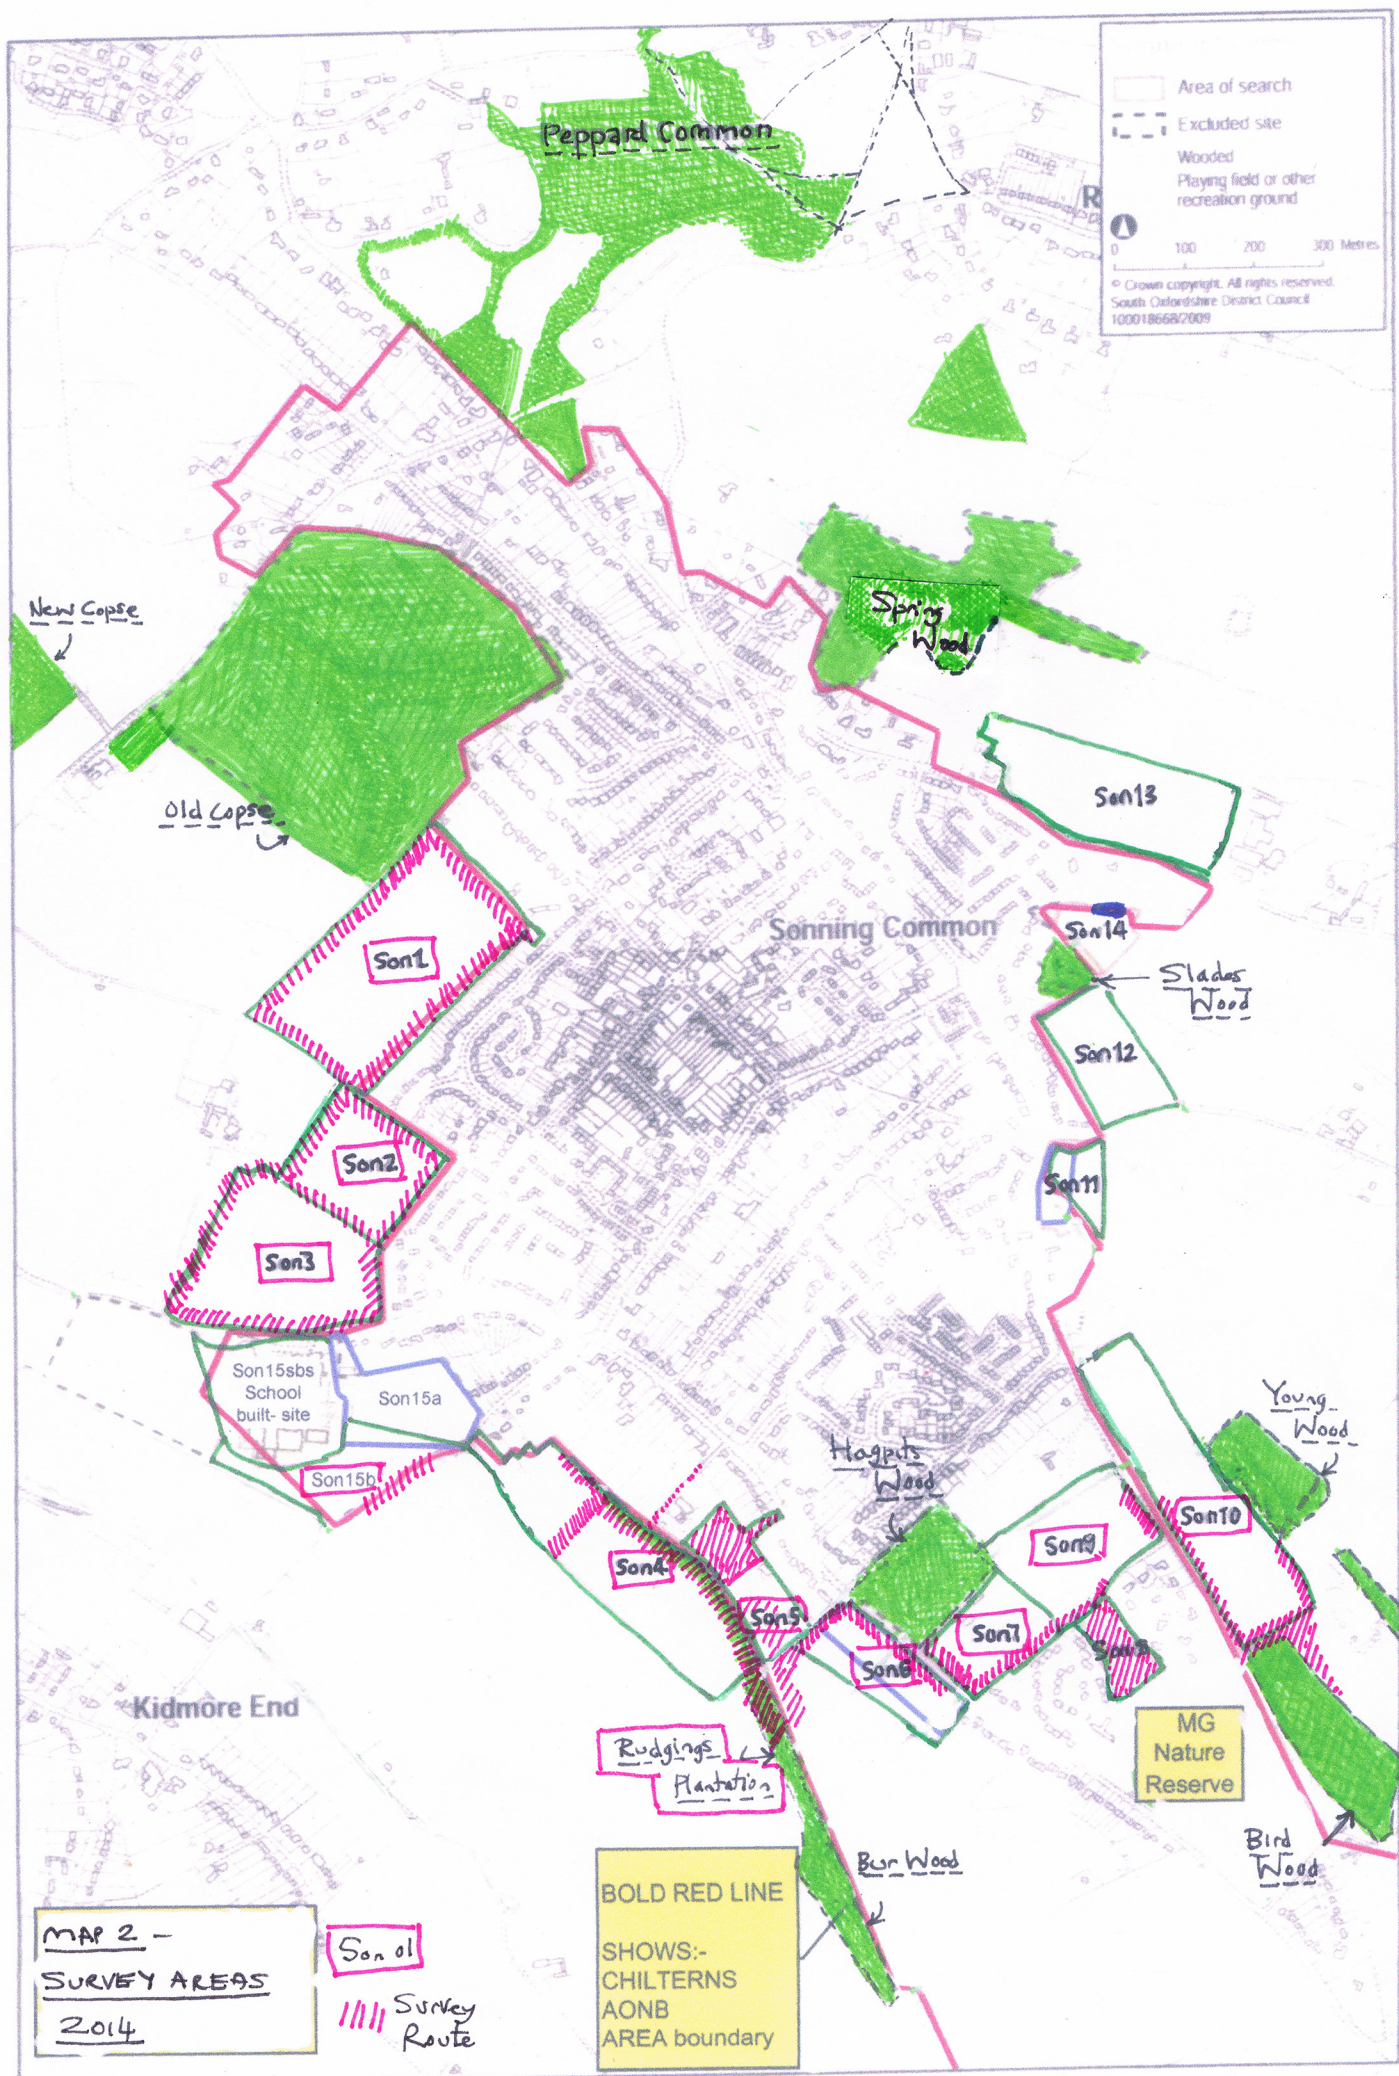 Area of search
Excluded site
Wooded
Playing field or other
recreation ground
0 100 200 300 Metres
© Crown copyright. All rights reserved.
South Oxfordshire District Council
100018668/2009
R
Peppard Common
Spring
Wood
New Copse
Old Copse
Son13
Sonning Common
Son14
Slades
Wood
Son1
Son12
Son2
Son11
Son3
Son15sbs
School
built- site
Son15a
Son15b
Young
Wood
Hagpits
Wood
Son10
Son9
Son4
Son5
Son7
Son6
Son8
Kidmore End
Rudgings
Plantation
MG
Nature
Reserve
Bur Wood
Bird
Wood
BOLD RED LINE
SHOWS:-
CHILTERNS
AONB
AREA boundary
MAP 2 -
SURVEY AREAS
2014
Son 01
Survey
Route